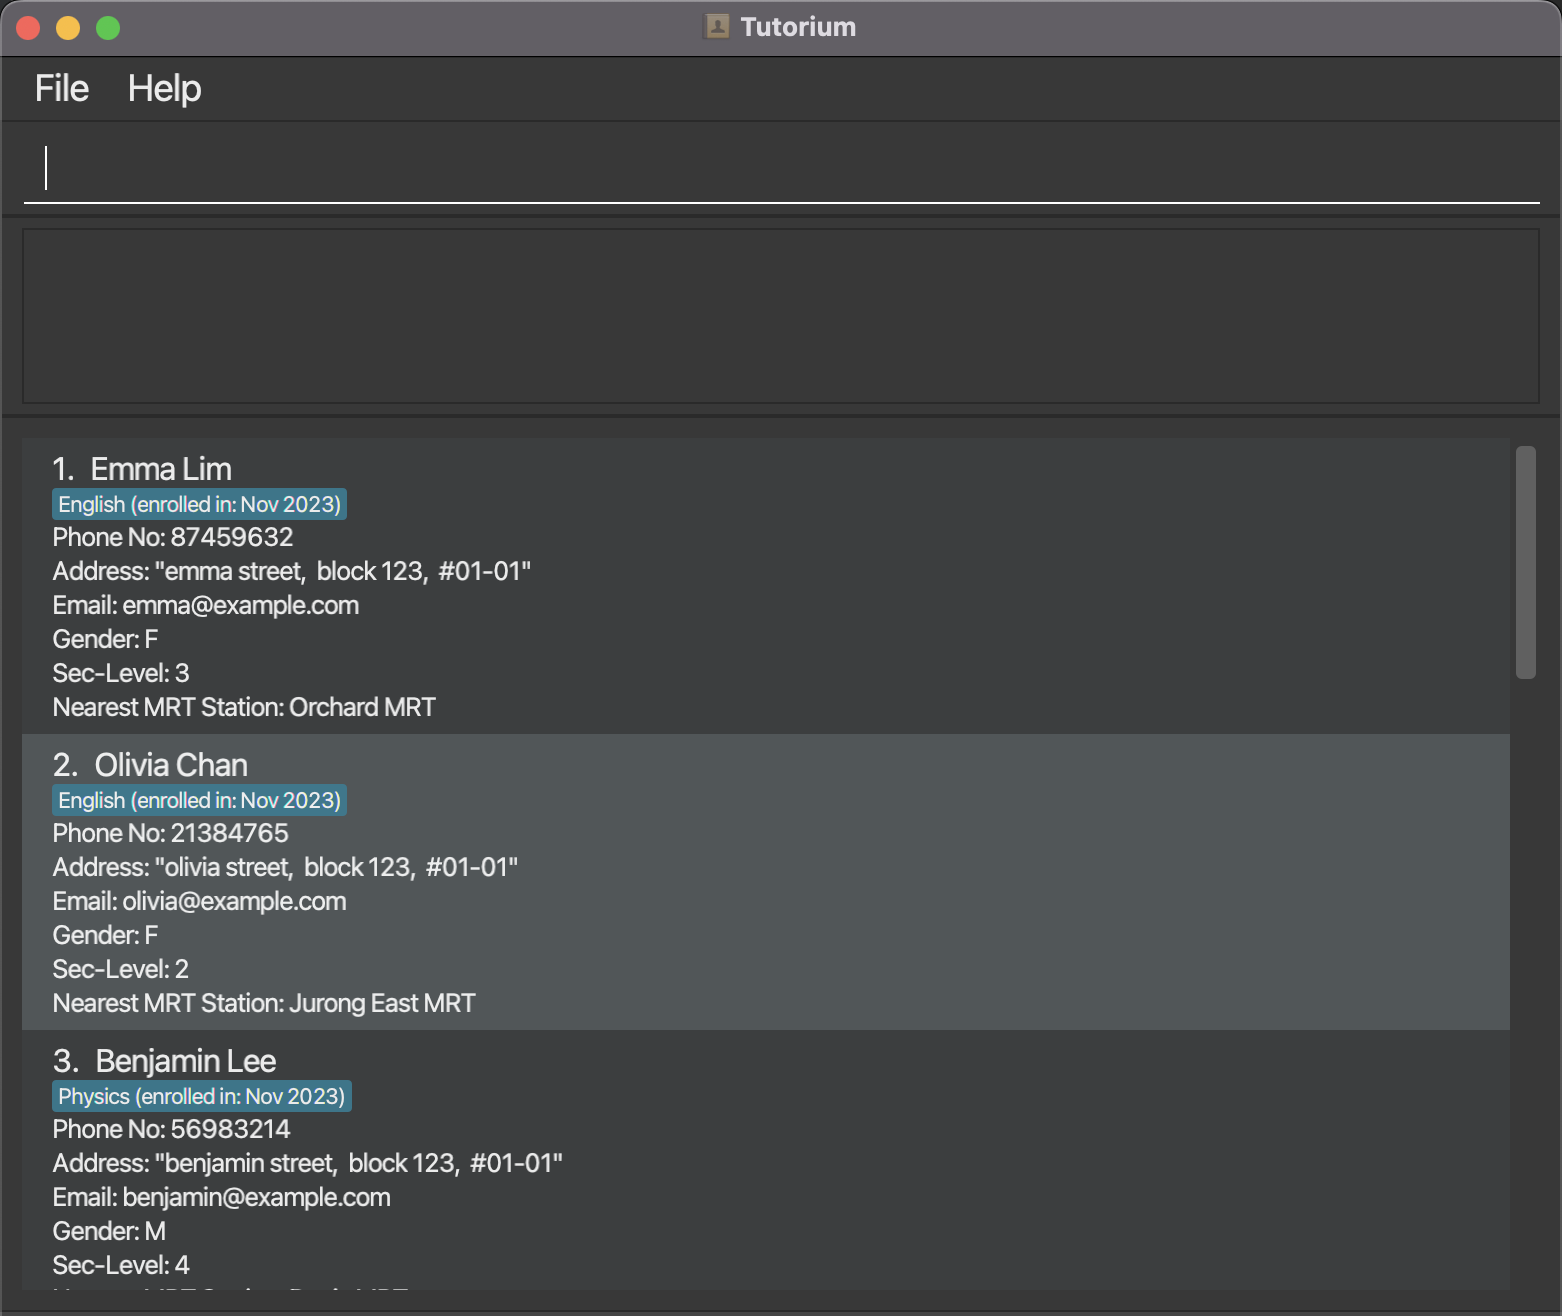 Tutorium
File Help
1. Emma Lim
English (enrolled in: Nov 2023)
Phone No: 87459632
Address: "emma street, block 123, #01-01"
Email: emma@example.com
Gender: F
Sec-Level: 3
Nearest MRT Station: Orchard MRT
2. Olivia Chan
English (enrolled in: Nov 2023)
Phone No: 21384765
Address: "olivia street, block 123, #01-01"
Email: olivia@example.com
Gender: F
Sec-Level: 2
Nearest MRT Station: Jurong East MRT
3. Benjamin Lee
Physics (enrolled in: Nov 2023)
Phone No: 56983214
Address: "benjamin street, block 123, #01-01"
Email: benjamin@example.com
Gender: M
Sec-Level: 4